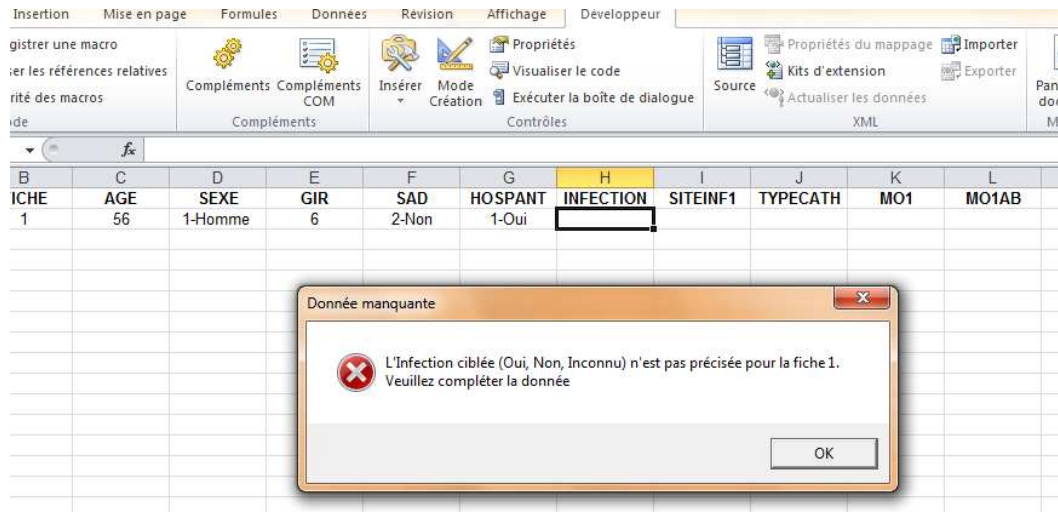 Insertion Mise en page Formules Données Révision Affichage Développeur
gistrer une macro
ser les références relatives
rité des macros
de
Compléments Compléments COM
Compléments
Insérer Mode Création
Propriétés
Visualiser le code
Exécuter la boîte de dialogue
Contrôles
Source
Propriétés du mappage
Kits d'extension
Actualiser les données
Importer
Exporter
XML
Pan
doc
M
fx
B C D E F G H I J K L
ICHE AGE SEXE GIR SAD HOSPANT INFECTION SITEINF1 TYPECATH MO1 MO1AB
1 56 1-Homme 6 2-Non 1-Oui
Donnée manquante
L'Infection ciblée (Oui, Non, Inconnu) n'est pas précisée pour la fiche 1.
Veuillez compléter la donnée
OK